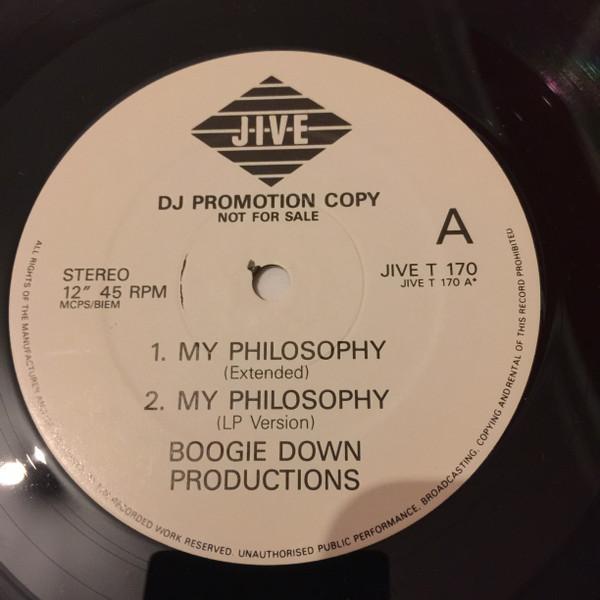 JIVE
DJ PROMOTION COPY
NOT FOR SALE
A
STEREO
12" 45 RPM
MCPS/BIEM
JIVE T 170
JIVE T 170 A*
1. MY PHILOSOPHY
(Extended)
2. MY PHILOSOPHY
(LP Version)
BOOGIE DOWN
PRODUCTIONS
ALL RIGHTS OF THE MANUFACTURER AND RECORDED WORK RESERVED. UNAUTHORISED PUBLIC PERFORMANCE, BROADCASTING, COPYING AND RENTAL OF THIS RECORD PROHIBITED